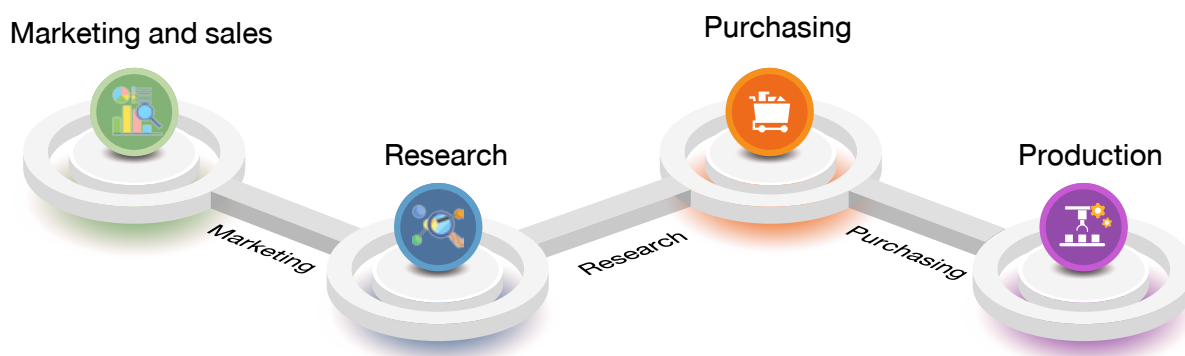 Marketing and sales
Purchasing
Research
Production
Marketing
Research
Purchasing